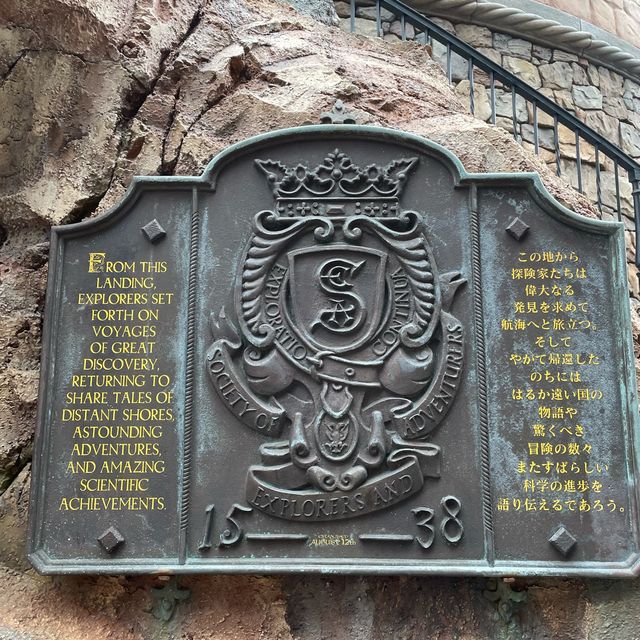 FROM THIS
LANDING,
EXPLORERS SET
FORTH ON
VOYAGES
OF GREAT
DISCOVERY,
RETURNING TO
SHARE TALES OF
DISTANT SHORES,
ASTOUNDING
ADVENTURES,
AND AMAZING
SCIENTIFIC
ACHIEVEMENTS.
EXPLORATIO CONTINUA
SOCIETY OF
EXPLORERS AND
ADVENTURERS
15 38
AUGUST 12th
この地から
探険家たちは
偉大なる
発見を求めて
航海へと旅立つ。
そして
やがて帰還した
のちには
はるか遠い国の
物語や
驚くべき
冒険の数々
またすばらしい
科学の進歩を
語り伝えるであろう。